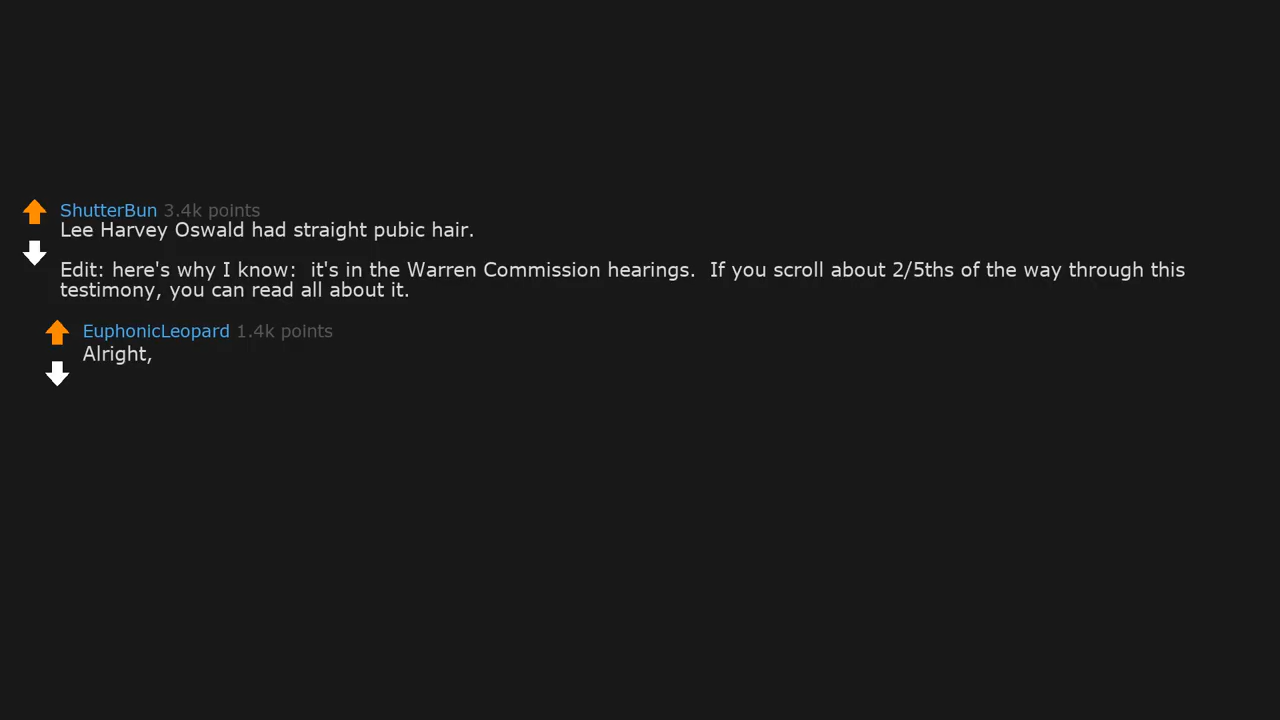 ShutterBun 3.4k points
Lee Harvey Oswald had straight pubic hair.
Edit: here's why I know:  it's in the Warren Commission hearings.  If you scroll about 2/5ths of the way through this
testimony, you can read all about it.
EuphonicLeopard 1.4k points
Alright,